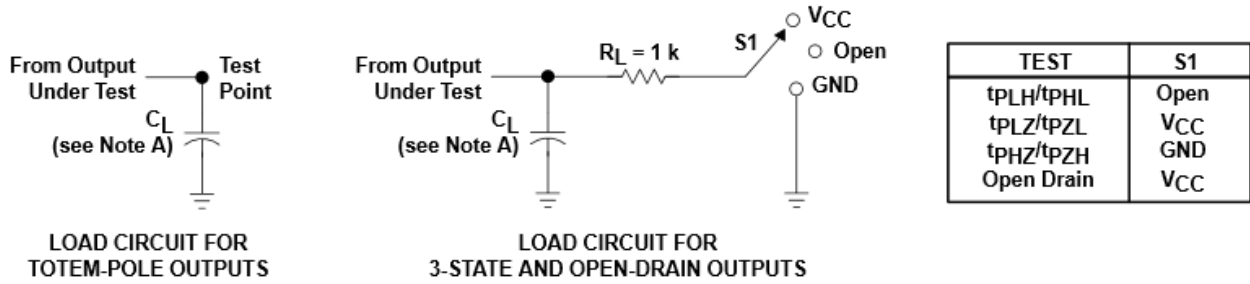 From Output
Under Test
Test
Point
CL
(see Note A)
LOAD CIRCUIT FOR
TOTEM-POLE OUTPUTS
From Output
Under Test
RL = 1 k
S1
VCC
Open
GND
CL
(see Note A)
LOAD CIRCUIT FOR
3-STATE AND OPEN-DRAIN OUTPUTS
TEST S1
tPLH/tPHL Open
tPLZ/tPZL VCC
tPHZ/tPZH GND
Open Drain VCC